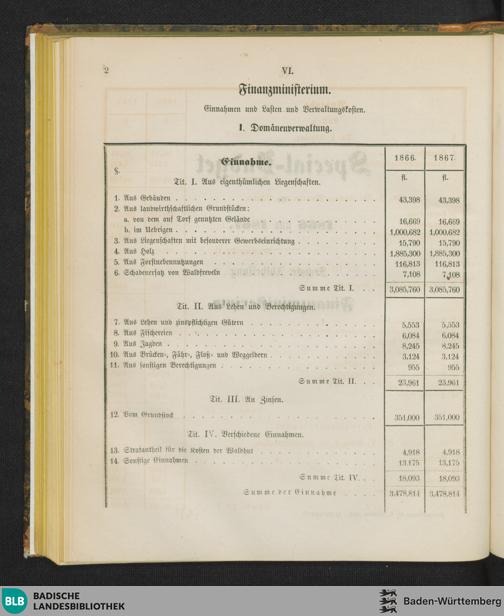 2
VI.
Finanzministerium.
Einnahmen und Lasten und Verwaltungskosten.
I. Domänenverwaltung.
§. Einnahme. 1866. 1867.
fl. fl.
Tit. I. Aus eigenthümlichen Liegenschaften.
1. Aus Gebäuden 43,398 43,398
2. Aus landwirthschaftlichen Grundstücken:
a. von dem auf Torf genutzten Gelände 16,669 16,669
b. im Uebrigen 1,000,682 1,000,682
3. Aus Liegenschaften mit besonderer Gewerbseinrichtung 15,790 15,790
4. Aus Holz 1,885,300 1,885,300
5. Aus Forstnebennutzungen 116,813 116,813
6. Schadenersatz von Waldfreveln 7,108 7,108
Summe Tit. I. 3,085,760 3,085,760
Tit. II. Aus Lehen und Berechtigungen.
7. Aus Lehen und zinspflichtigen Gütern 5,553 5,553
8. Aus Fischereien 6,084 6,084
9. Aus Jagden 8,245 8,245
10. Aus Brücken-, Fähr-, Floß- und Weggeldern 3,124 3,124
11. Aus sonstigen Berechtigungen 955 955
Summe Tit. II. 23,961 23,961
Tit. III. An Zinsen.
12. Vom Grundstock 351,000 351,000
Tit. IV. Verschiedene Einnahmen.
13. Strafantheil für die Kosten der Waldhut 4,918 4,918
14. Sonstige Einnahmen 13,175 13,175
Summe Tit. IV. 18,093 18,093
Summe der Einnahme 3,478,814 3,478,814
BLB BADISCHE
LANDESBIBLIOTHEK
Baden-Württemberg